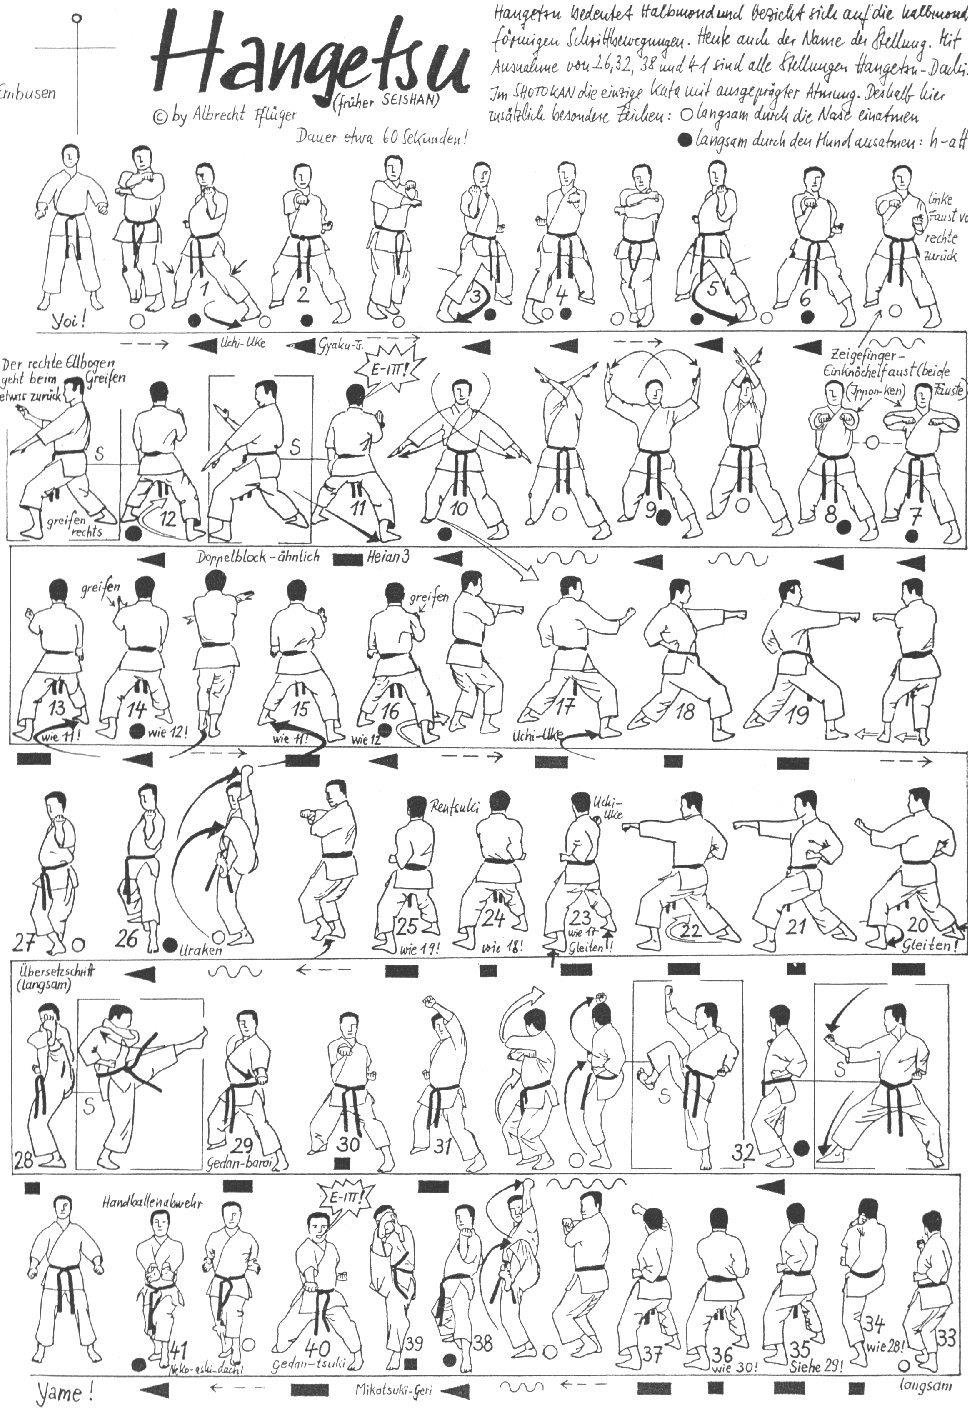 Hangetsu
(früher SEISHAN)
© by Albrecht Pflüger
Dauer etwa 60 Sekunden!
Embusen
Hangetsu bedeutet Halbmond und bezieht sich auf die halbmond
förmigen Schrittbewegungen. Heute auch der Name der Stellung. Mit
Ausnahme von 26, 32, 38 und 41 sind alle Stellungen Hangetsu-Dachi.
Im SHOTOKAN die einzige Kata mit ausgeprägter Atmung. Deshalb hier
zusätzlich besondere Zeichen: langsam durch die Nase einatmen
langsam durch den Mund ausatmen: h-att
Linke
Faust vo
rechte
zurück
1
2
3
4
5
6
Yoi!
Uchi-Uke
Gyaku-Z.
E-ITT!
Zeigefinger-
Einknöchelfaust (beide
(Ippon-ken)
Fäuste)
Der rechte Ellbogen
geht beim Greifen
etwas zurück
S
S
greifen
rechts
12
11
10
9
8
7
Doppelblock-ähnlich
Heian 3
greifen
greifen
13
14
15
16
17
18
19
wie 11!
wie 12!
wie 11!
wie 12
Uchi-Uke
Rentsuki
Uchi-
Uke
27
26
Uraken
25
24
23
22
21
20
wie 19!
wie 18!
wie 17
Gleiten!
Gleiten!
Übersetzschritt
(langsam)
S
S
S
28
29
30
31
32
Gedan-barai
Handballenabwehr
E-ITT!
41
40
39
38
37
36
35
34
33
Neko-ashi-dachi
Gedan-tsuki
wie 30!
Siehe 29!
wie 28!
Yame!
Mikatsuki-Geri
langsam